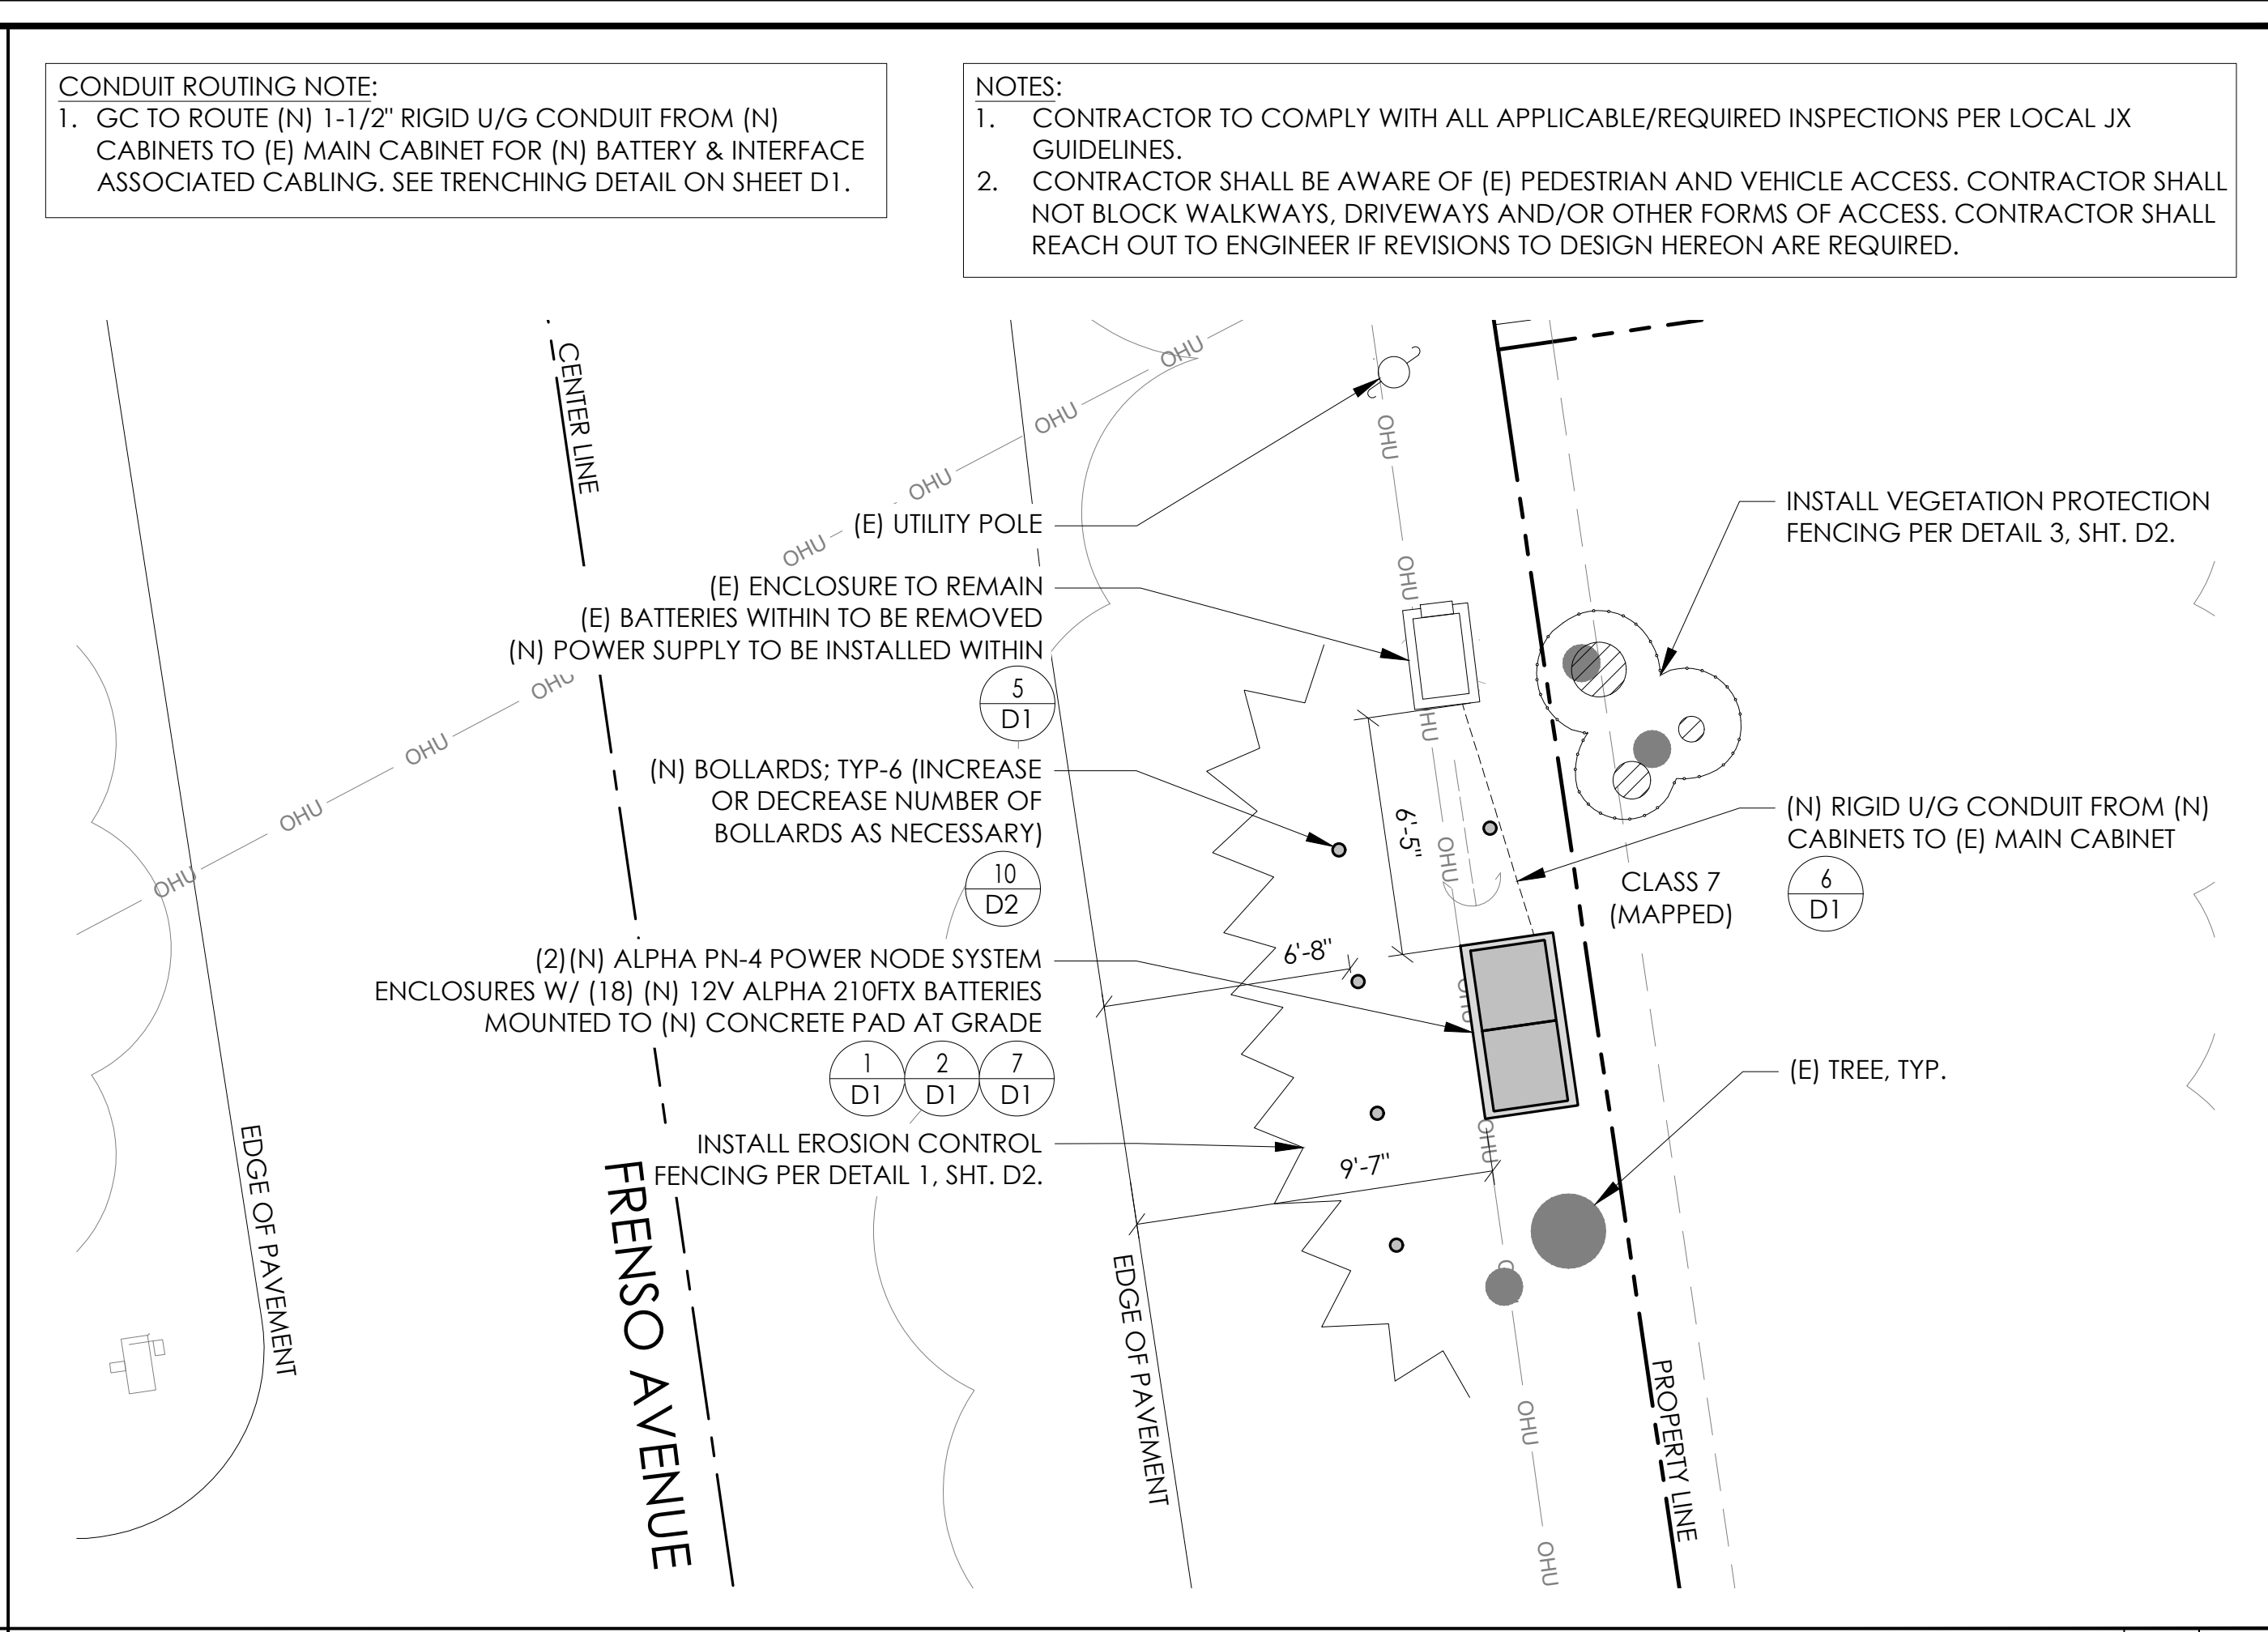 CONDUIT ROUTING NOTE:
1. GC TO ROUTE (N) 1-1/2" RIGID U/G CONDUIT FROM (N)
CABINETS TO (E) MAIN CABINET FOR (N) BATTERY & INTERFACE
ASSOCIATED CABLING. SEE TRENCHING DETAIL ON SHEET D1.
NOTES:
1. CONTRACTOR TO COMPLY WITH ALL APPLICABLE/REQUIRED INSPECTIONS PER LOCAL JX
GUIDELINES.
2. CONTRACTOR SHALL BE AWARE OF (E) PEDESTRIAN AND VEHICLE ACCESS. CONTRACTOR SHALL
NOT BLOCK WALKWAYS, DRIVEWAYS AND/OR OTHER FORMS OF ACCESS. CONTRACTOR SHALL
REACH OUT TO ENGINEER IF REVISIONS TO DESIGN HEREON ARE REQUIRED.
CENTER LINE
OHU
OHU
OHU
OHU
OHU
OHU
OHU
OHU
(E) UTILITY POLE
(E) ENCLOSURE TO REMAIN
(E) BATTERIES WITHIN TO BE REMOVED
(N) POWER SUPPLY TO BE INSTALLED WITHIN
5
D1
(N) BOLLARDS; TYP-6 (INCREASE
OR DECREASE NUMBER OF
BOLLARDS AS NECESSARY)
10
D2
(2)(N) ALPHA PN-4 POWER NODE SYSTEM
ENCLOSURES W/ (18) (N) 12V ALPHA 210FTX BATTERIES
MOUNTED TO (N) CONCRETE PAD AT GRADE
1
D1
2
D1
7
D1
INSTALL EROSION CONTROL
FENCING PER DETAIL 1, SHT. D2.
EDGE OF PAVEMENT
FRENSO AVENUE
EDGE OF PAVEMENT
OHU
OHU
OHU
OHU
OHU
OHU
OHU
OHU
6'-5"
6'-8"
9'-7"
INSTALL VEGETATION PROTECTION
FENCING PER DETAIL 3, SHT. D2.
(N) RIGID U/G CONDUIT FROM (N)
CABINETS TO (E) MAIN CABINET
6
D1
CLASS 7
(MAPPED)
(E) TREE, TYP.
PROPERTY LINE